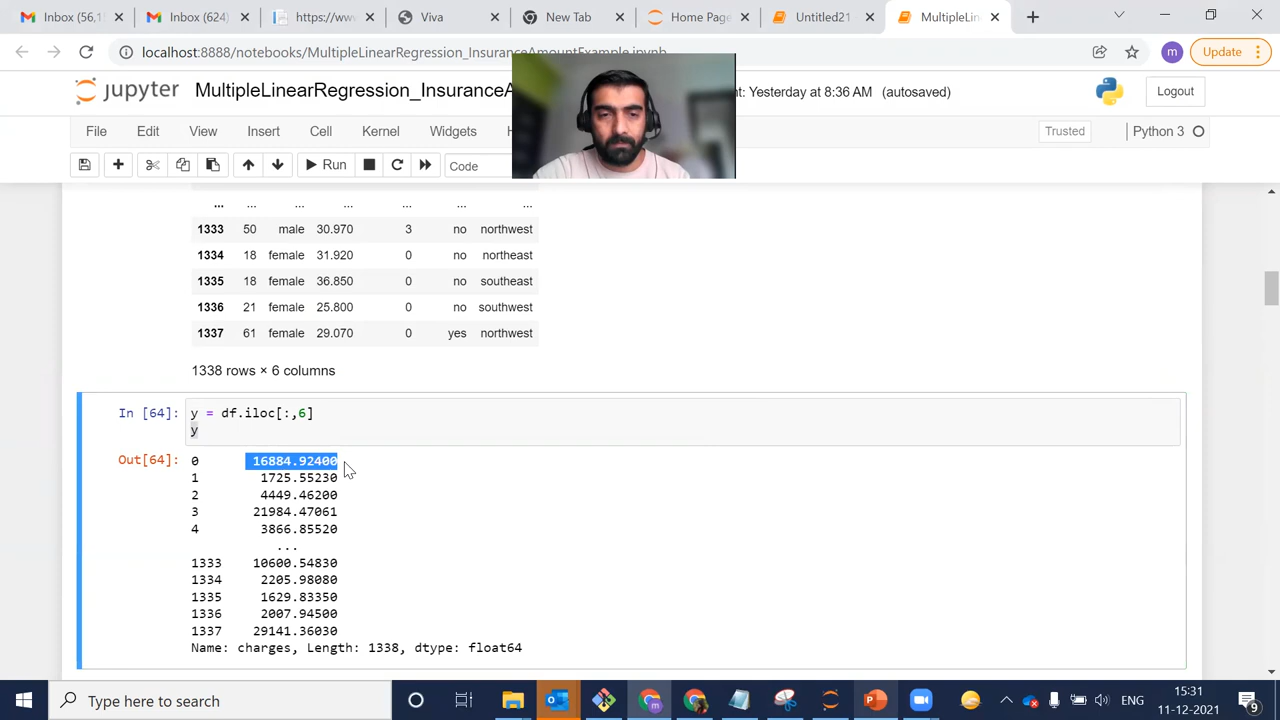 Inbox (56,1
Inbox (624)
https://www
Viva
New Tab
Home Page
Untitled21
MultipleLin
localhost:8888/notebooks/MultipleLinearRegression_InsuranceAmountExample.ipynb
m
Update
jupyter
MultipleLinearRegression_InsuranceA
nt: Yesterday at 8:36 AM (autosaved)
Logout
File Edit View Insert Cell Kernel Widgets H
Trusted
Python 3
Run
Code
... ... ... ... ... ... ...
1333 50 male 30.970 3 no northwest
1334 18 female 31.920 0 no northeast
1335 18 female 36.850 0 no southeast
1336 21 female 25.800 0 no southwest
1337 61 female 29.070 0 yes northwest
1338 rows × 6 columns
In [64]: y = df.iloc[:,6]
y
Out[64]: 0 16884.92400
1 1725.55230
2 4449.46200
3 21984.47061
4 3866.85520
...
1333 10600.54830
1334 2205.98080
1335 1629.83350
1336 2007.94500
1337 29141.36030
Name: charges, Length: 1338, dtype: float64
Type here to search
m
ENG
15:31
11-12-2021
9